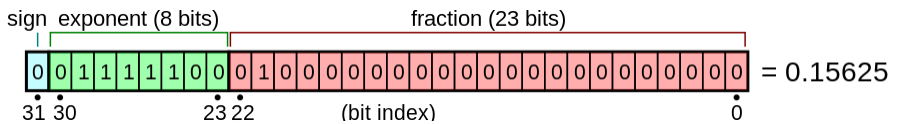 sign exponent (8 bits) fraction (23 bits)
0 0 1 1 1 1 1 0 0 0 1 0 0 0 0 0 0 0 0 0 0 0 0 0 0 0 0 0 0 0 0 0 = 0.15625
31 30 23 22 (bit index) 0